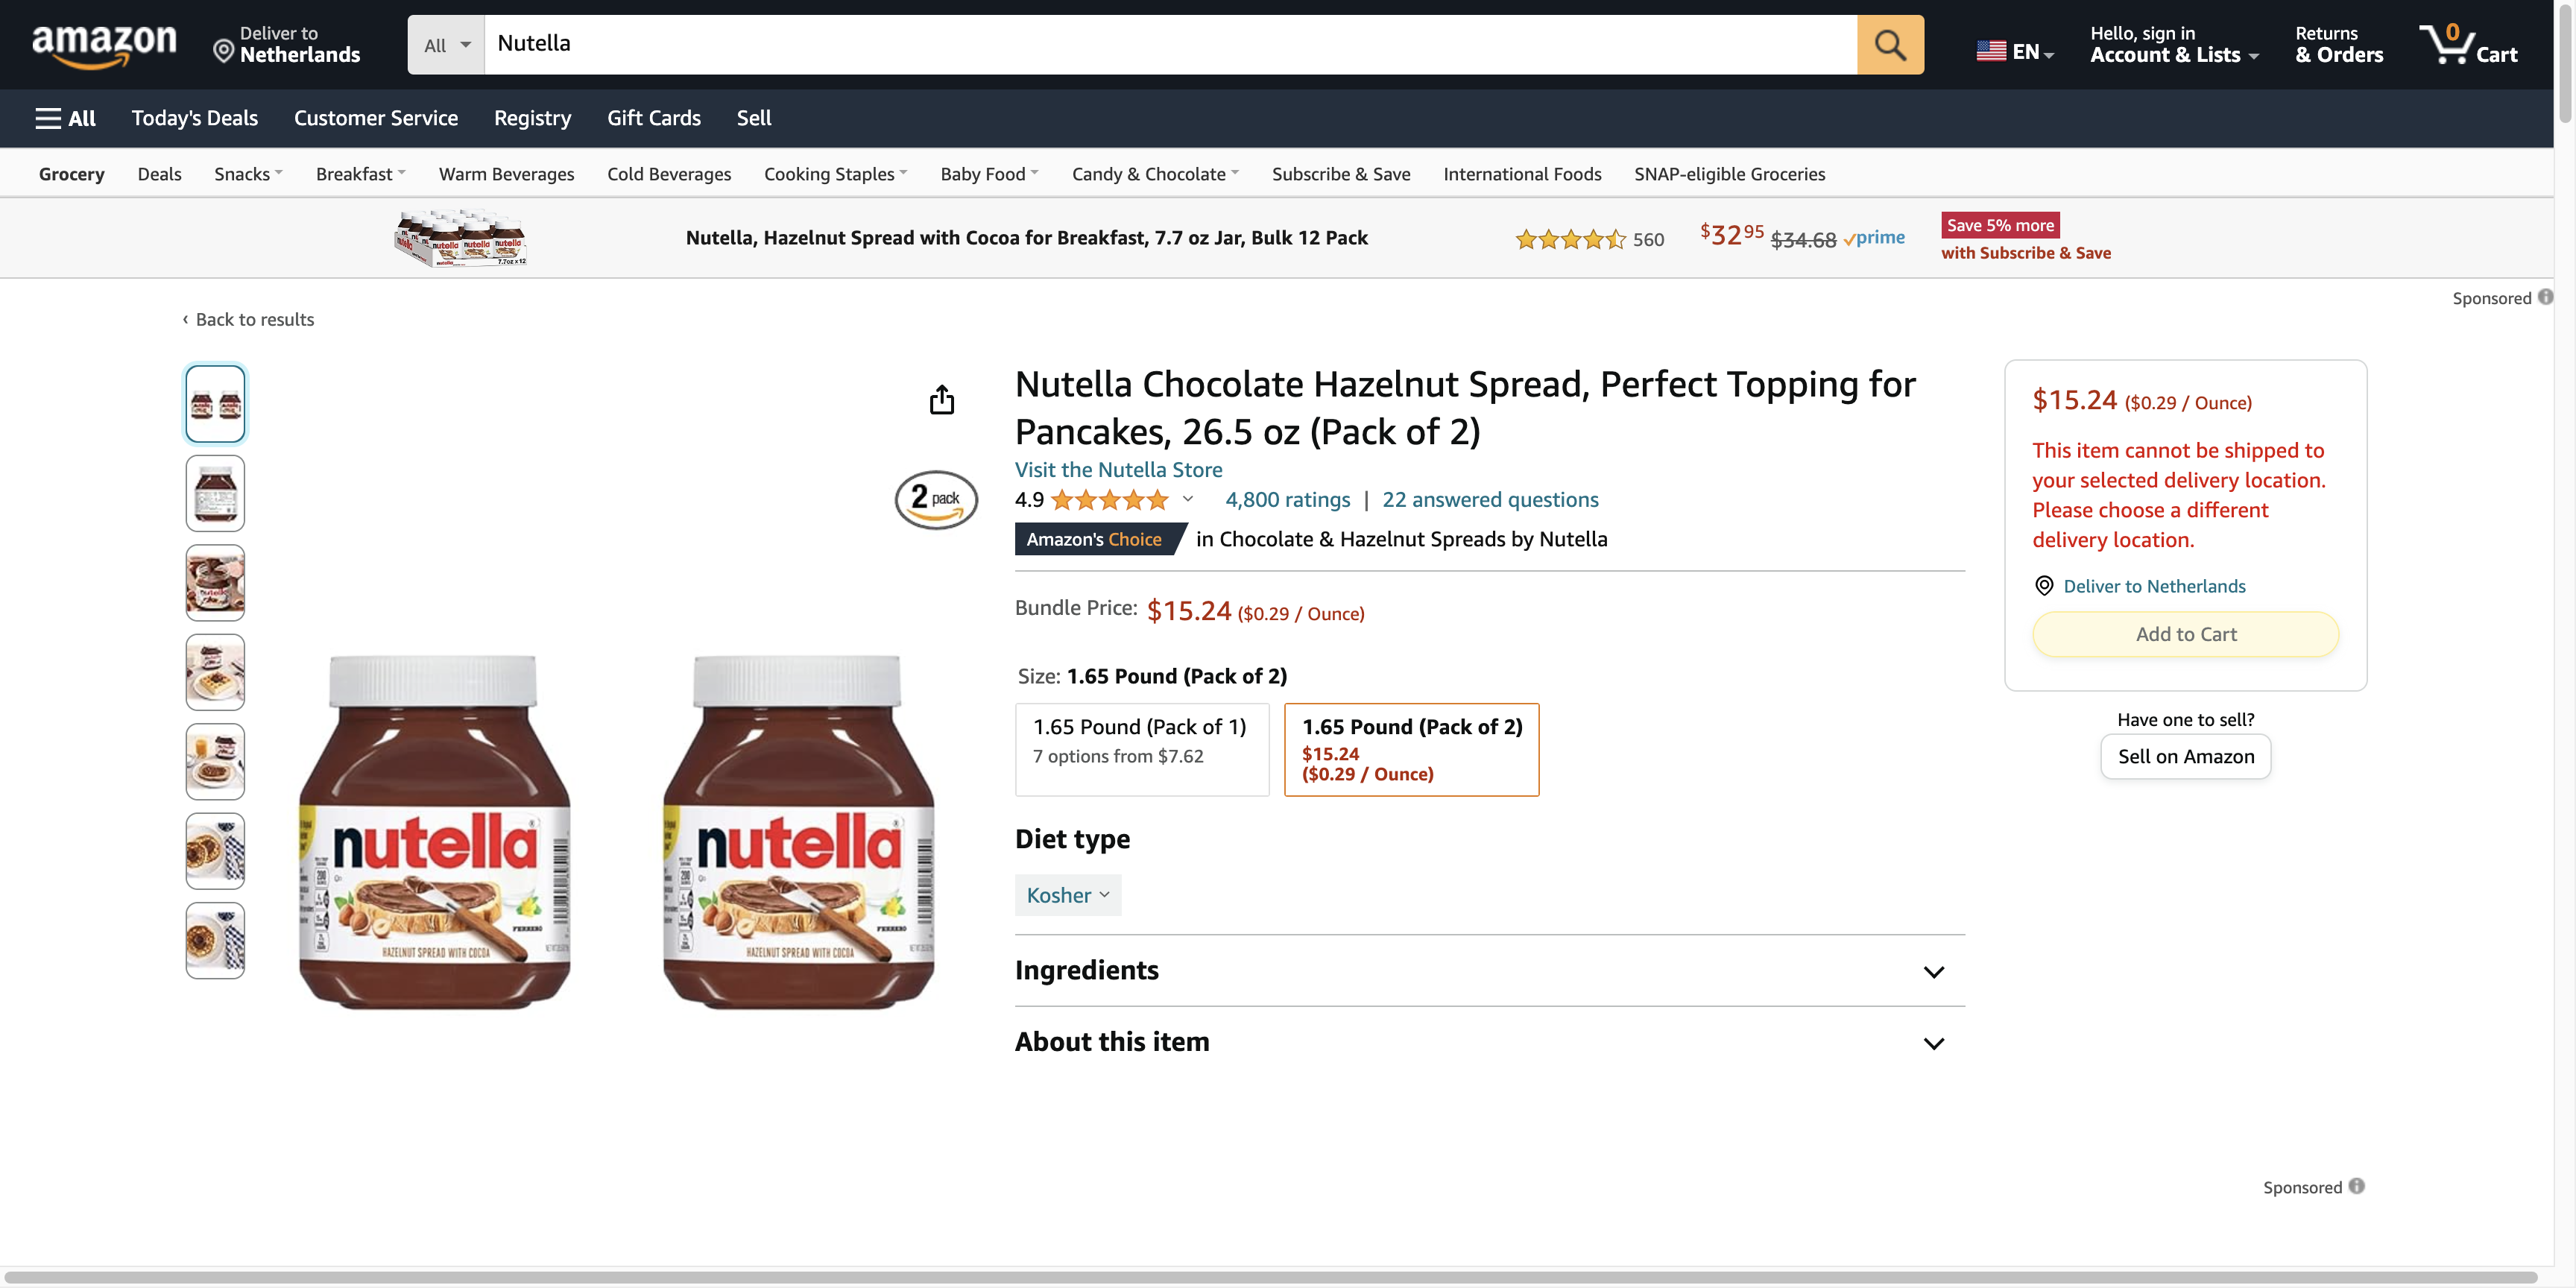 amazon
Deliver to
Netherlands
All
Nutella
EN
Hello, sign in
Account & Lists
Returns
& Orders
0
Cart
All
Today's Deals
Customer Service
Registry
Gift Cards
Sell
Grocery
Deals
Snacks
Breakfast
Warm Beverages
Cold Beverages
Cooking Staples
Baby Food
Candy & Chocolate
Subscribe & Save
International Foods
SNAP-eligible Groceries
nutella nutella nutella
7.7oz x 12
Nutella, Hazelnut Spread with Cocoa for Breakfast, 7.7 oz Jar, Bulk 12 Pack
560
$32 95 $34.68 prime
Save 5% more
with Subscribe & Save
Sponsored
‹ Back to results
2 pack
nutella
FERRERO
HAZELNUT SPREAD WITH COCOA
nutella
FERRERO
HAZELNUT SPREAD WITH COCOA
Nutella Chocolate Hazelnut Spread, Perfect Topping for
Pancakes, 26.5 oz (Pack of 2)
Visit the Nutella Store
4.9
4,800 ratings | 22 answered questions
Amazon's Choice in Chocolate & Hazelnut Spreads by Nutella
Bundle Price: $15.24 ($0.29 / Ounce)
Size: 1.65 Pound (Pack of 2)
1.65 Pound (Pack of 1)
7 options from $7.62
1.65 Pound (Pack of 2)
$15.24
($0.29 / Ounce)
Diet type
Kosher
Ingredients
About this item
$15.24 ($0.29 / Ounce)
This item cannot be shipped to
your selected delivery location.
Please choose a different
delivery location.
Deliver to Netherlands
Add to Cart
Have one to sell?
Sell on Amazon
Sponsored